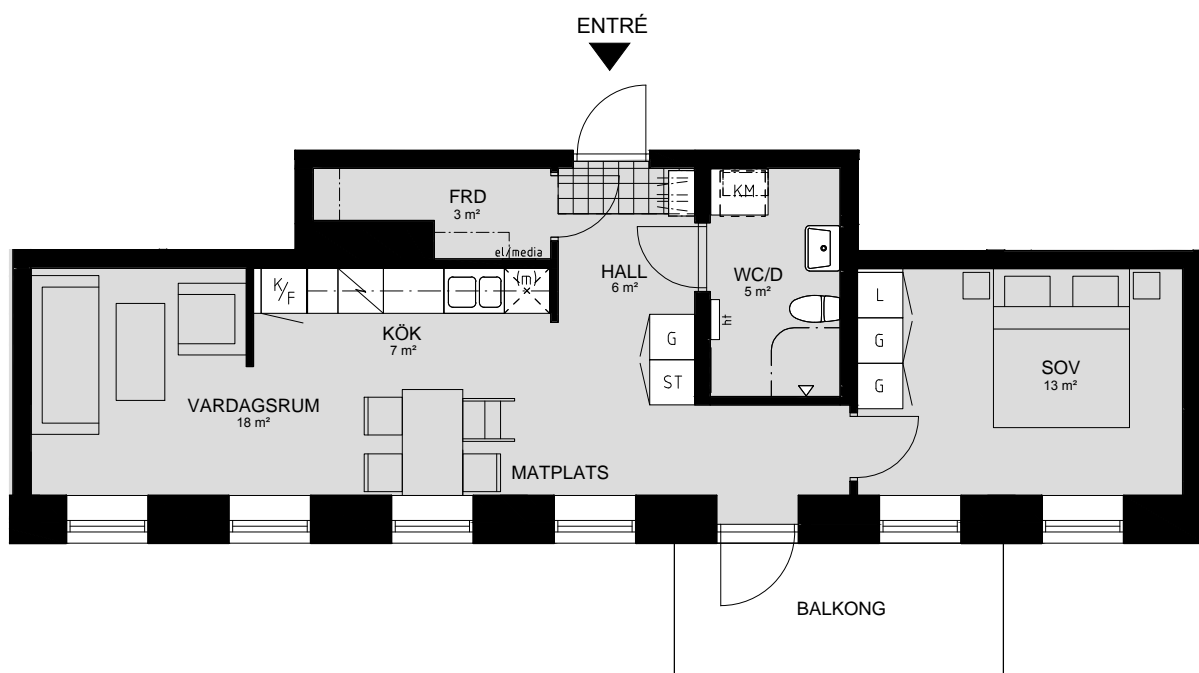 ENTRÉ
FRD
3 m²
el/media
KM
HALL
6 m²
WC/D
5 m²
ht
K/F
(m)
KÖK
7 m²
G
ST
L
G
G
SOV
13 m²
VARDAGSRUM
18 m²
MATPLATS
BALKONG